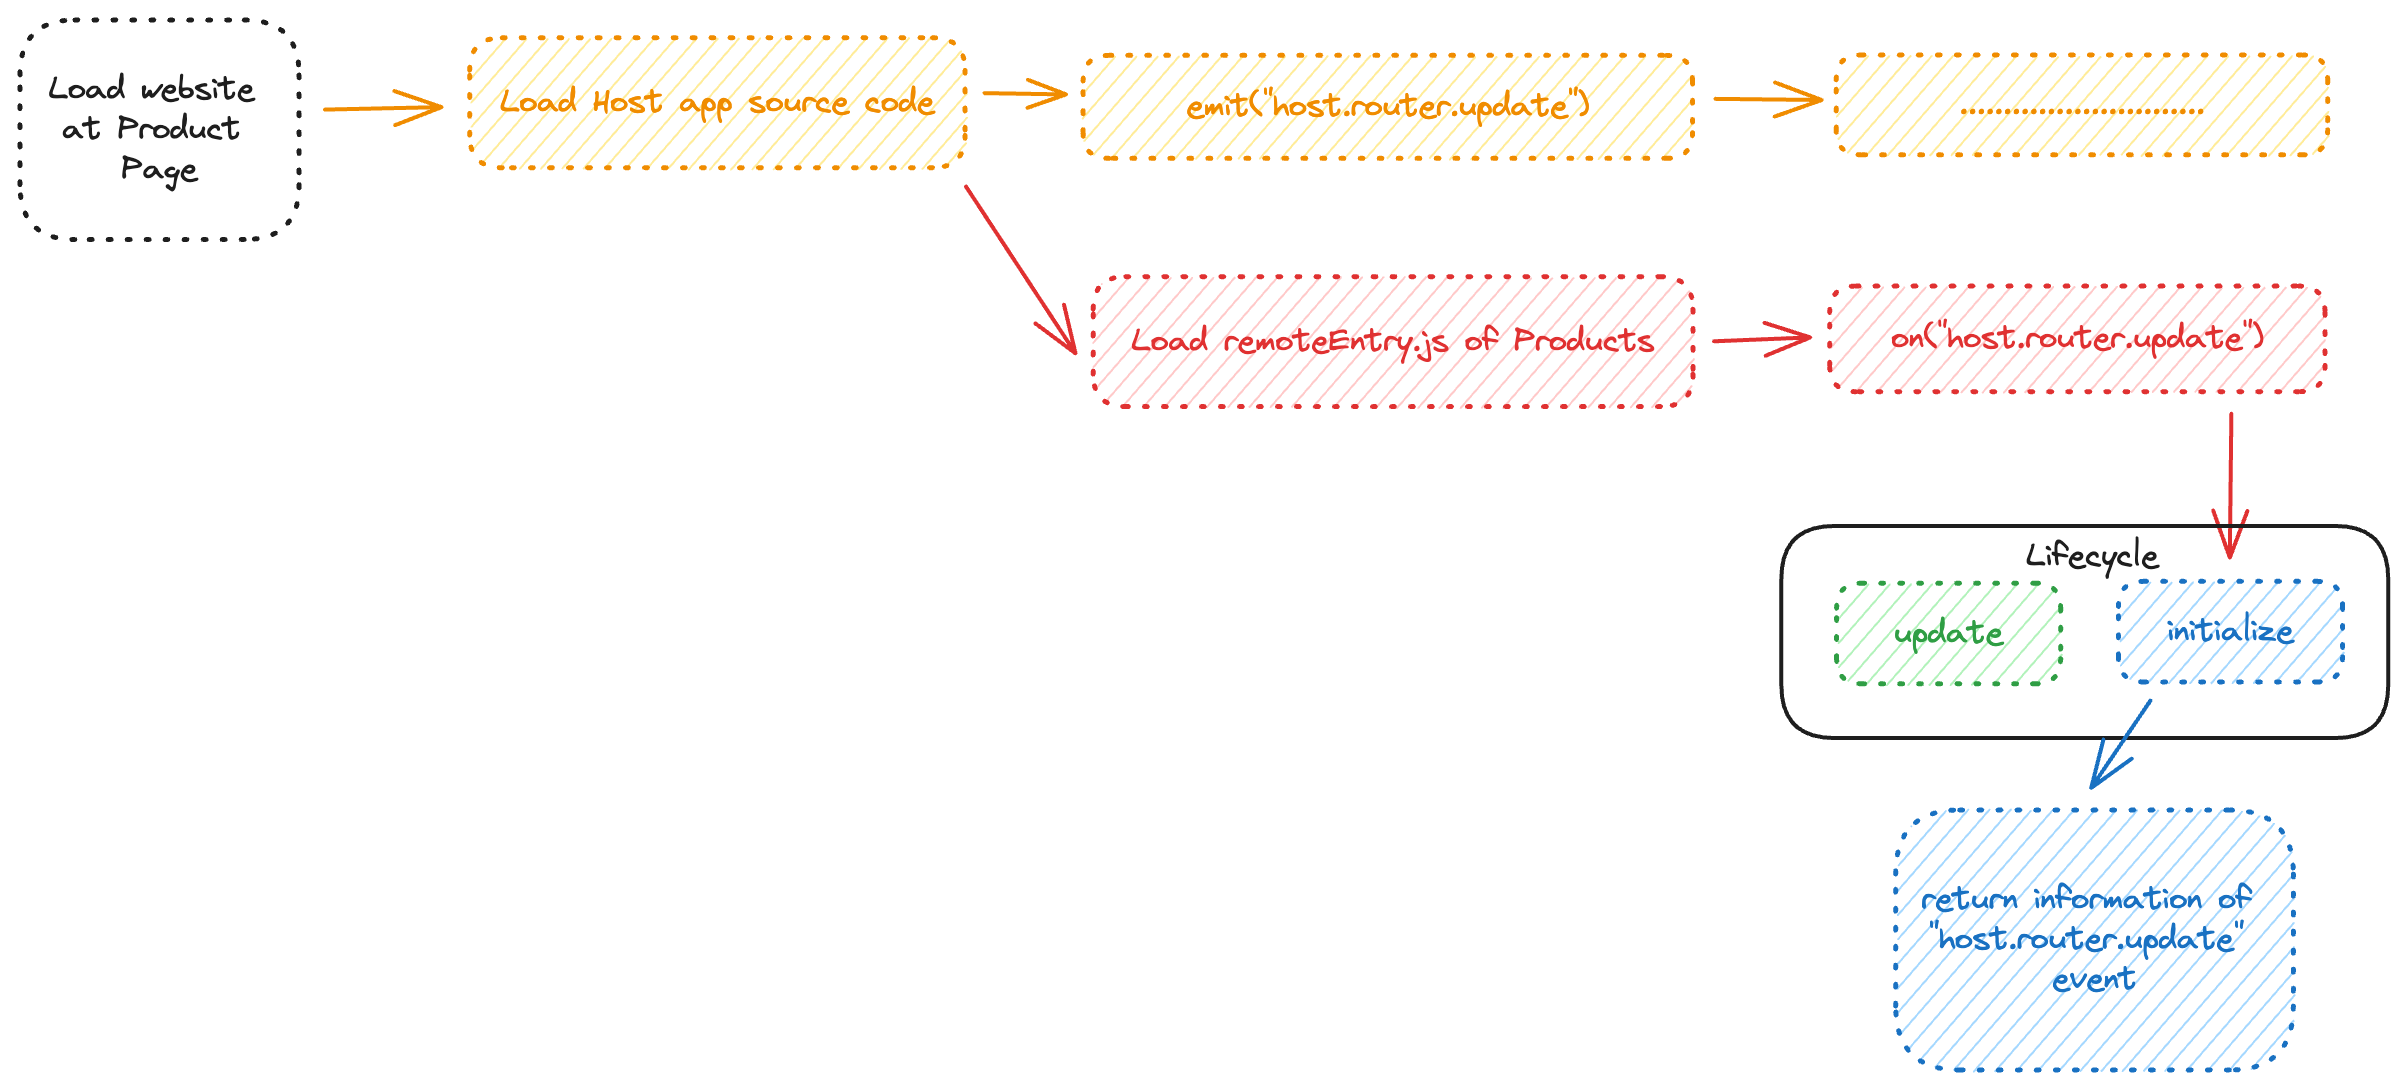 Load website
at Product
Page
Load Host app source code
emit("host.router.update")
Load remoteEntry.js of Products
on("host.router.update")
Lifecycle
update
initialize
return information of
"host.router.update"
event